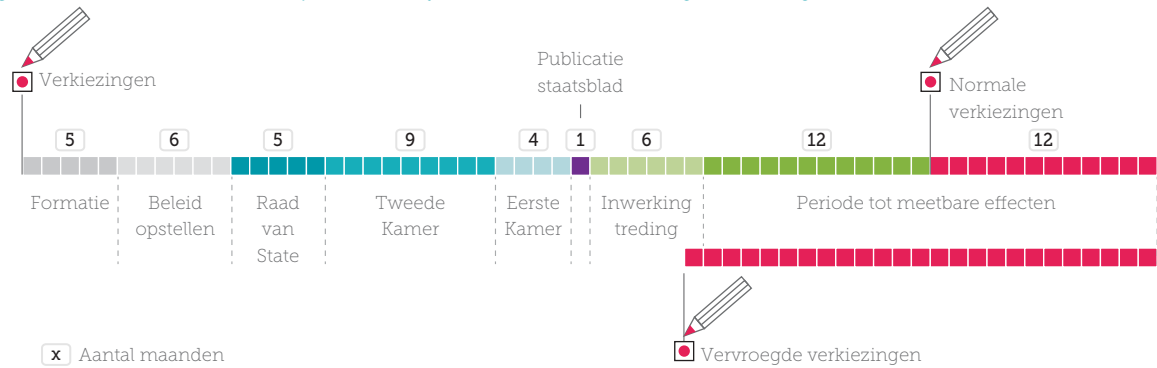 Verkiezingen
Publicatie
staatsblad
Normale
verkiezingen
5 6 5 9 4 1 6 12 12
Formatie
Beleid
opstellen
Raad
van
State
Tweede
Kamer
Eerste
Kamer
Inwerking
treding
Periode tot meetbare effecten
x Aantal maanden
Vervroegde verkiezingen